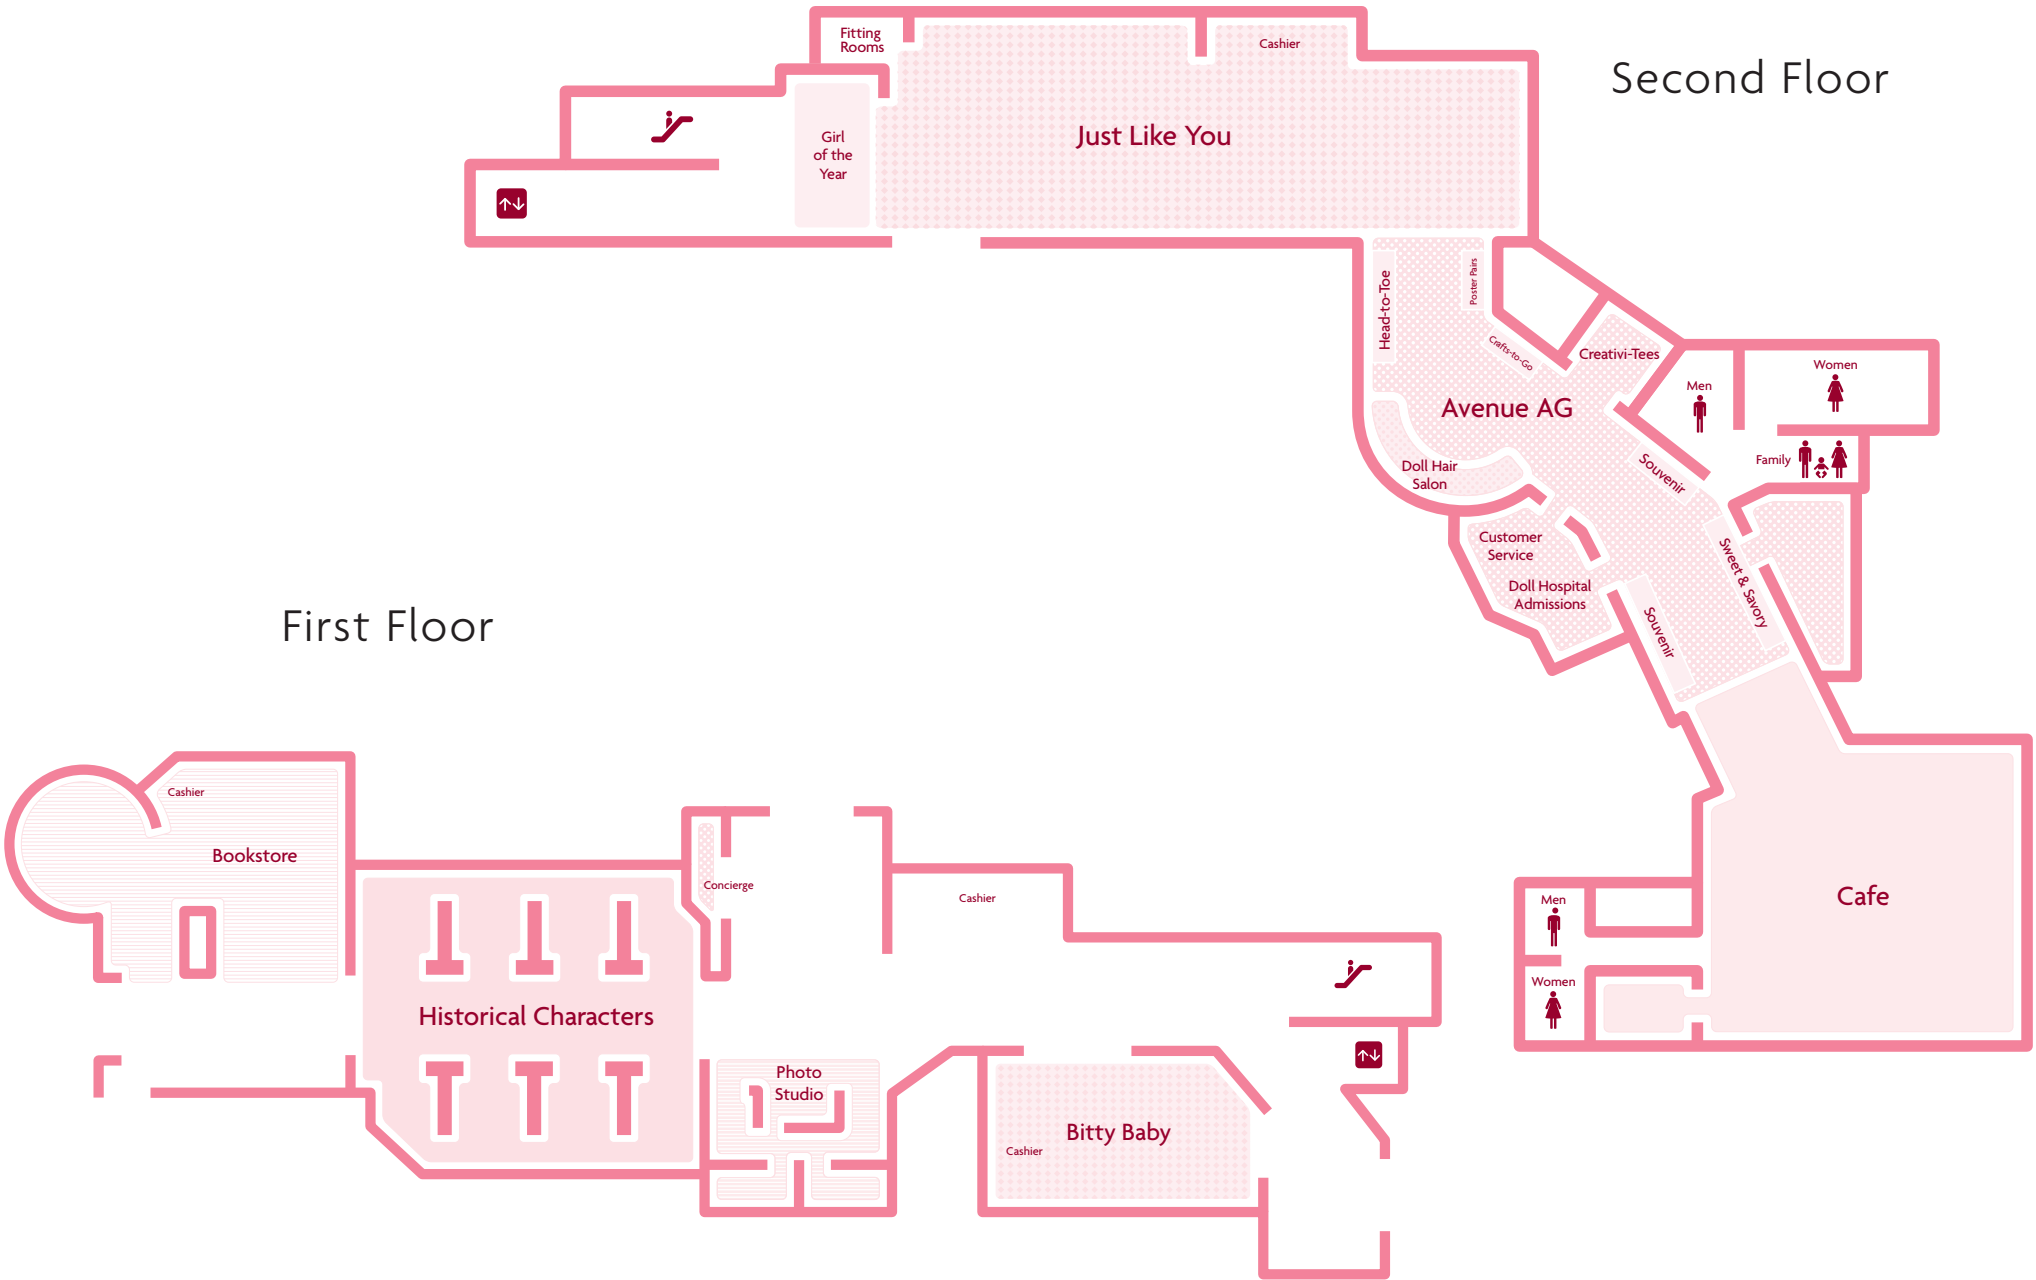 Second Floor
Fitting
Rooms
Cashier
Just Like You
Girl
of the
Year
Head-to-Toe
Poster Pairs
Crafts-to-Go
Creativi-Tees
Men
Women
Avenue AG
Family
Doll Hair
Salon
Souvenir
Customer
Service
Sweet & Savory
Doll Hospital
Admissions
Souvenir
Cafe
Men
Women
First Floor
Cashier
Bookstore
Concierge
Cashier
Historical Characters
Photo
Studio
Bitty Baby
Cashier